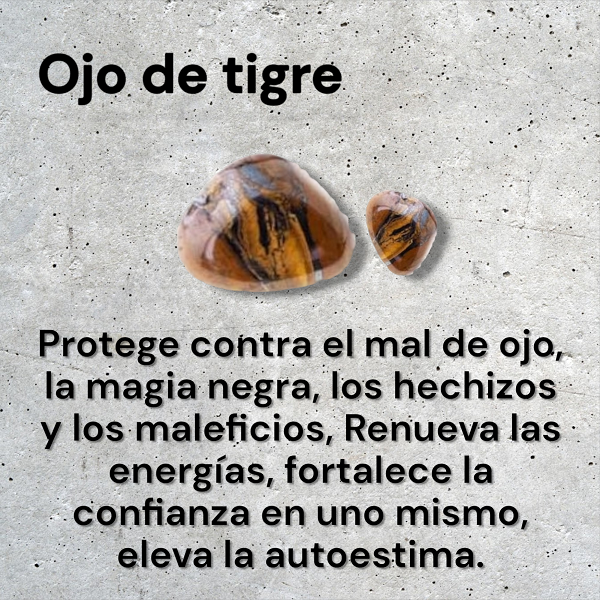 Ojo de tigre
Protege contra el mal de ojo,
la magia negra, los hechizos
y los maleficios, Renueva las
energías, fortalece la
confianza en uno mismo,
eleva la autoestima.